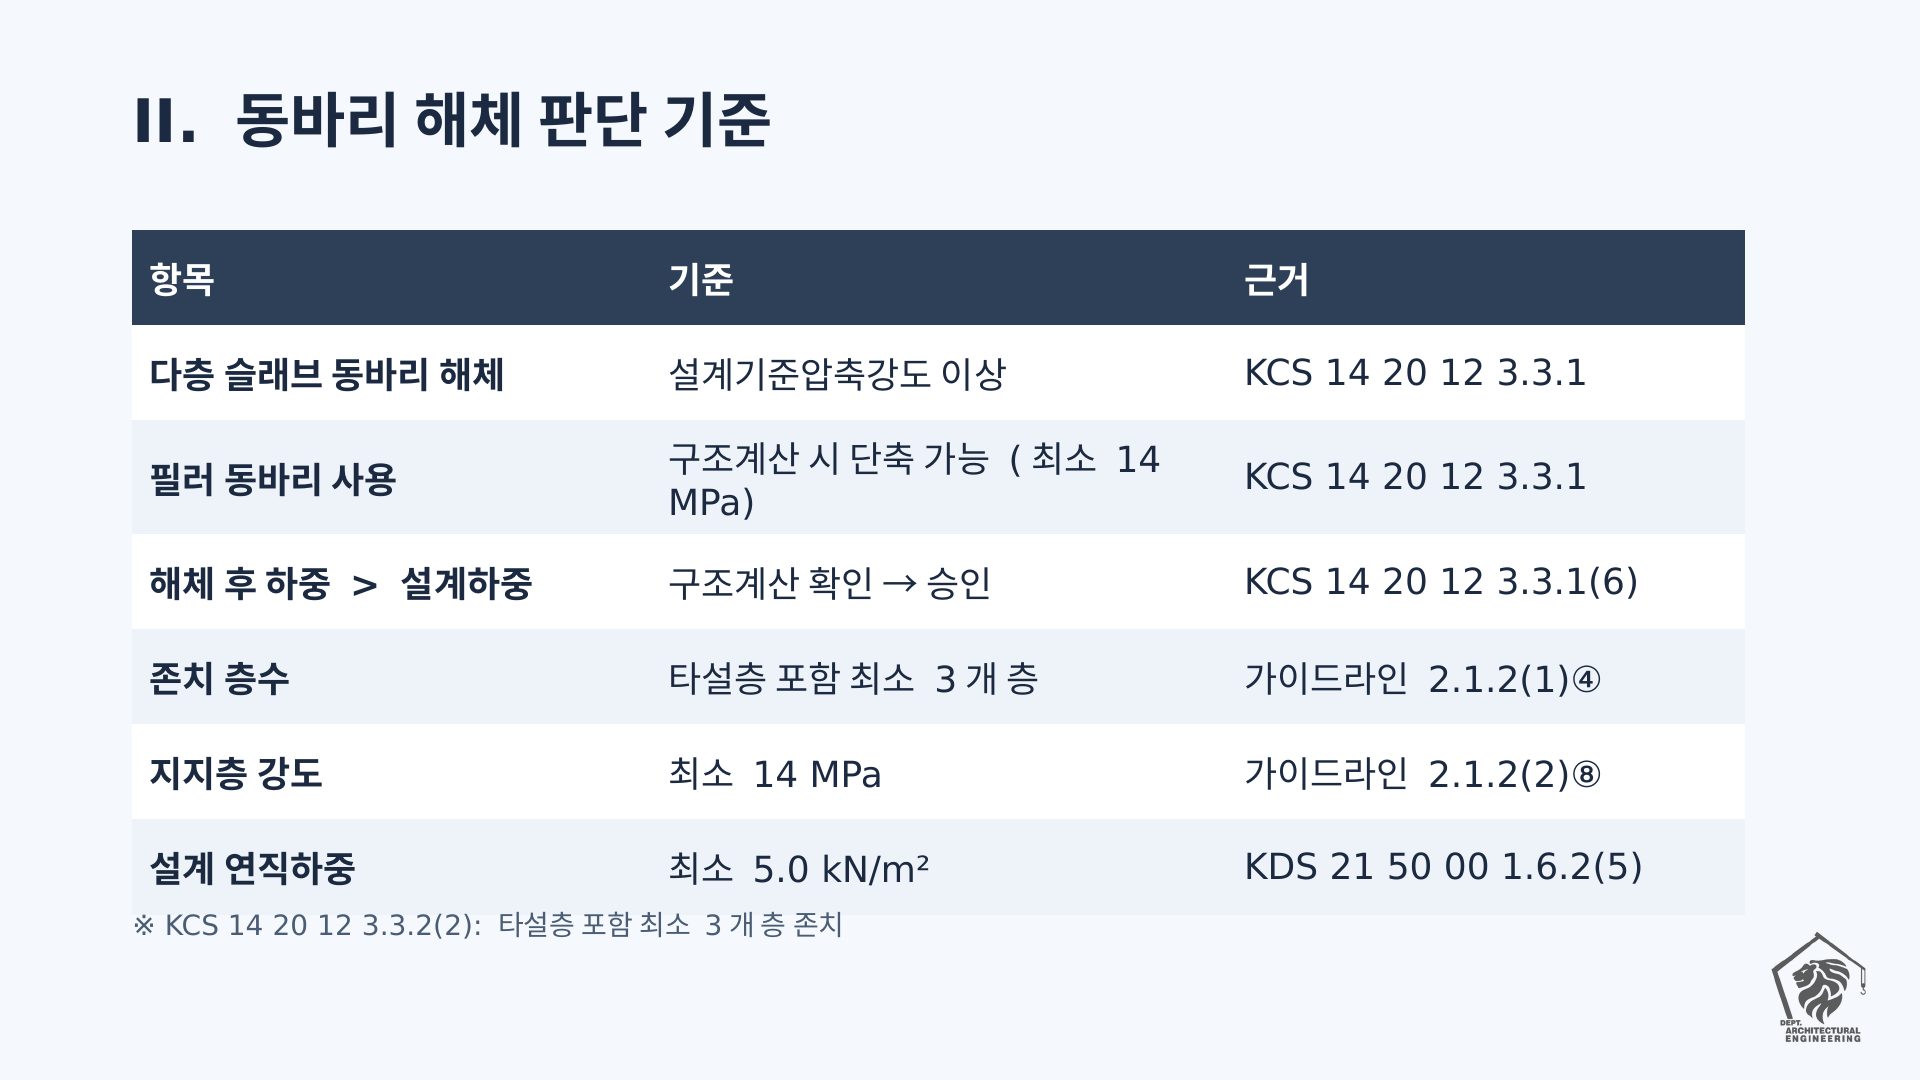 II. 동바리 해체 판단 기준
항목 기준 근거
다층 슬래브 동바리 해체 설계기준압축강도 이상 KCS 14 20 12 3.3.1
필러 동바리 사용 구조계산 시 단축 가능 ( 최소 14 MPa) KCS 14 20 12 3.3.1
해체 후 하중 > 설계하중 구조계산 확인 → 승인 KCS 14 20 12 3.3.1(6)
존치 층수 타설층 포함 최소 3 개 층 가이드라인 2.1.2(1)④
지지층 강도 최소 14 MPa 가이드라인 2.1.2(2)⑧
설계 연직하중 최소 5.0 kN/m² KDS 21 50 00 1.6.2(5)
※ KCS 14 20 12 3.3.2(2): 타설층 포함 최소 3 개 층 존치
DEPT.
ARCHITECTURAL
ENGINEERING